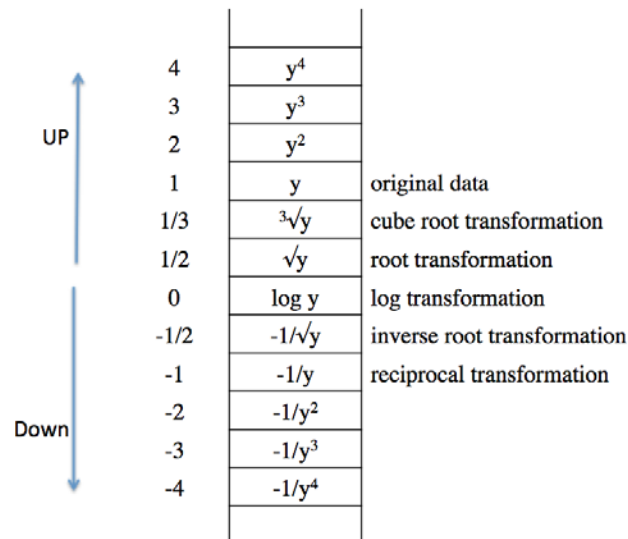 4 y⁴
3 y³
UP
2 y²
1 y original data
1/3 ³√y cube root transformation
1/2 √y root transformation
0 log y log transformation
-1/2 -1/√y inverse root transformation
-1 -1/y reciprocal transformation
-2 -1/y²
Down
-3 -1/y³
-4 -1/y⁴